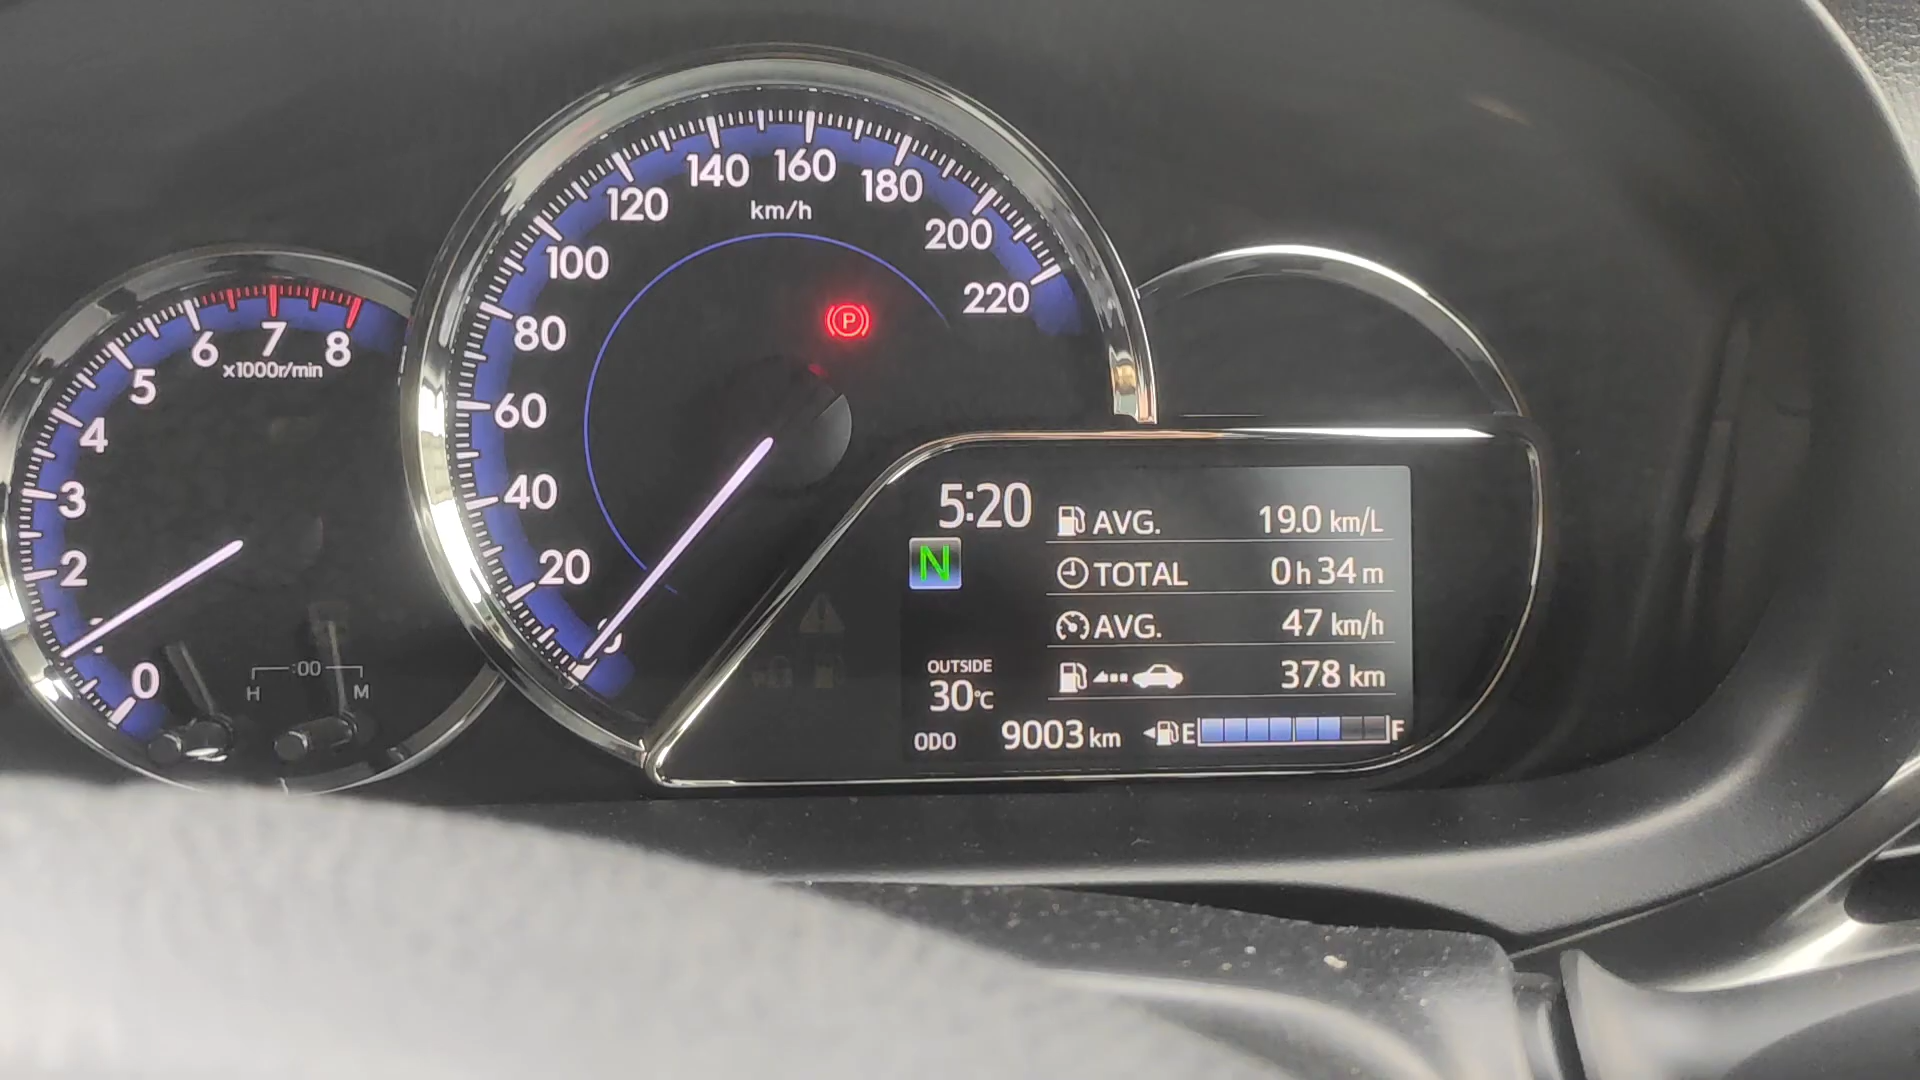 0
2
3
4
5
6
7
8
x1000r/min
H
:00
M
20
40
60
80
100
120
140
160
180
200
220
km/h
P
5:20
N
AVG. 19.0 km/L
TOTAL 0h34m
AVG. 47 km/h
378 km
OUTSIDE
30°C
ODO 9003 km
E F